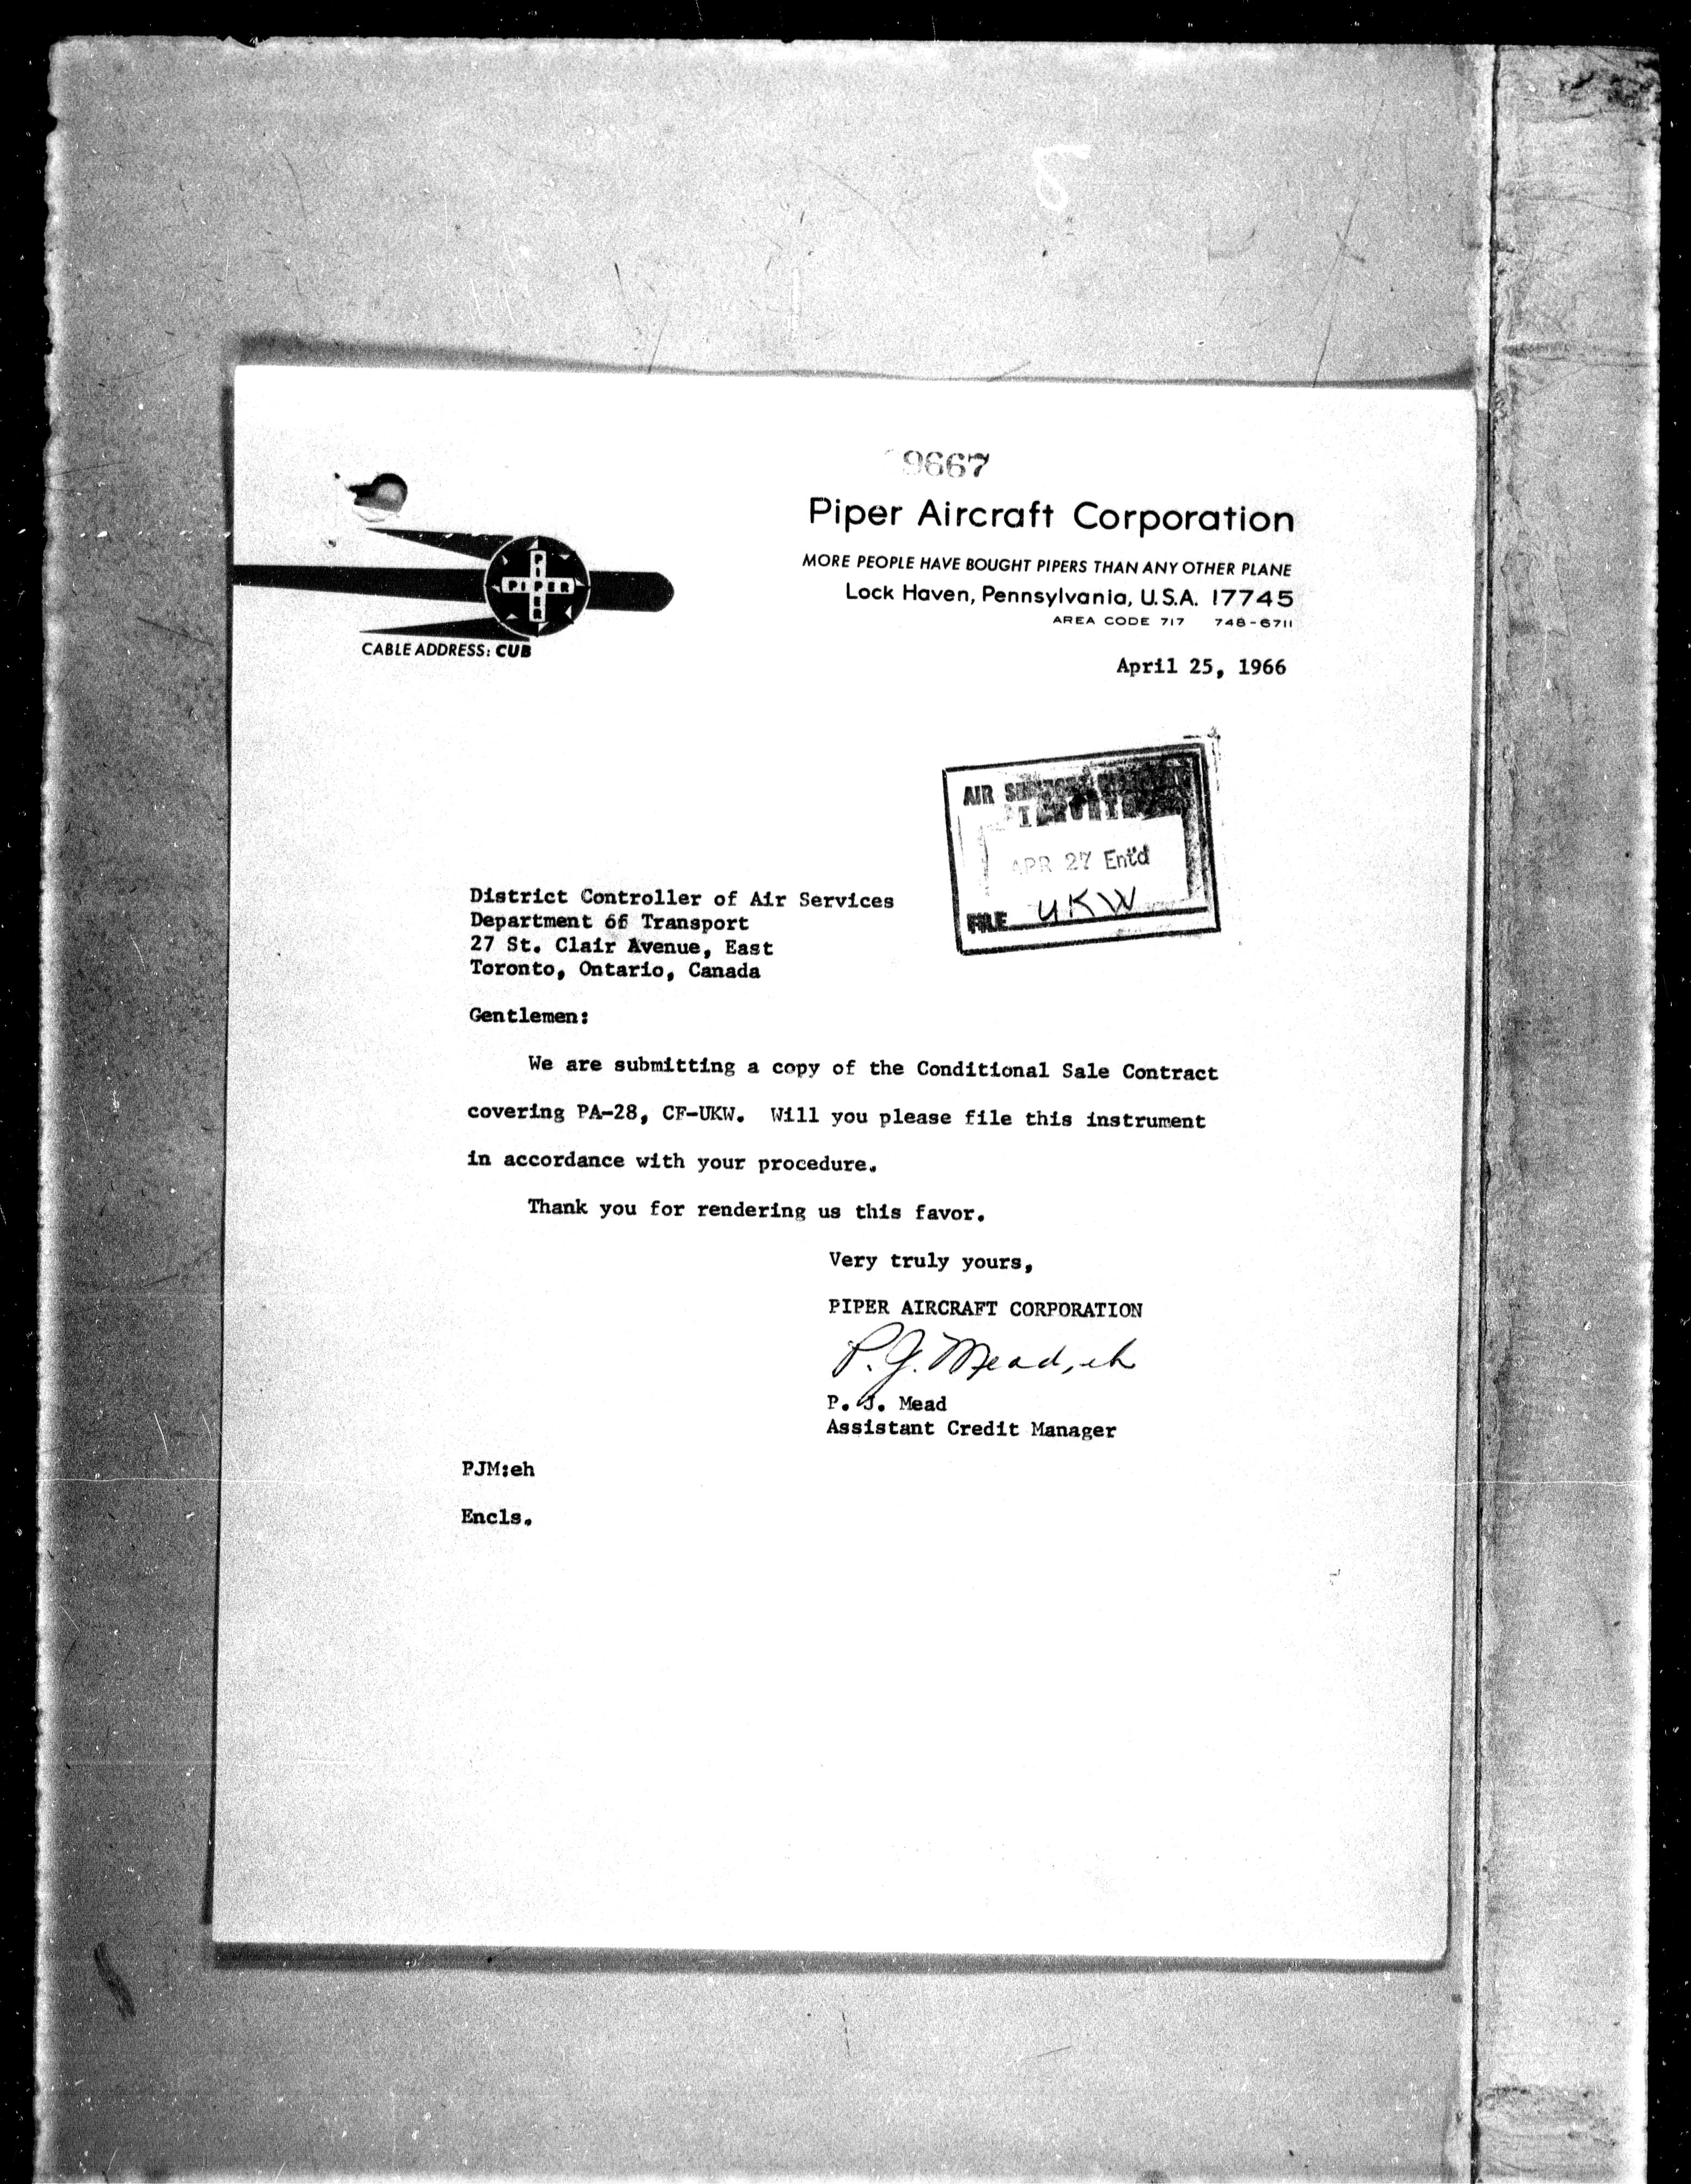 9667
Piper Aircraft Corporation
MORE PEOPLE HAVE BOUGHT PIPERS THAN ANY OTHER PLANE
Lock Haven, Pennsylvania, U.S.A. 17745
AREA CODE 717 748-6711
PIPER
PIPER
CABLE ADDRESS: CUB
April 25, 1966
AIR
APR 27 Ent'd
FILE UKW
District Controller of Air Services
Department of Transport
27 St. Clair Avenue, East
Toronto, Ontario, Canada
Gentlemen:
We are submitting a copy of the Conditional Sale Contract
covering PA-28, CF-UKW. Will you please file this instrument
in accordance with your procedure.
Thank you for rendering us this favor.
Very truly yours,
PIPER AIRCRAFT CORPORATION
P.J. Mead, eh
P. J. Mead
Assistant Credit Manager
PJM:eh
Encls.